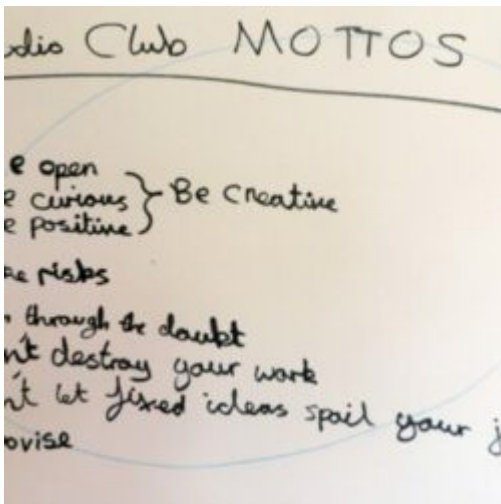 dio Club MOTTOS
e open
e curious
e positive
Be Creative
ke risks
through the doubt
n't destroy your work
n't let fixed ideas spoil your j
ovise